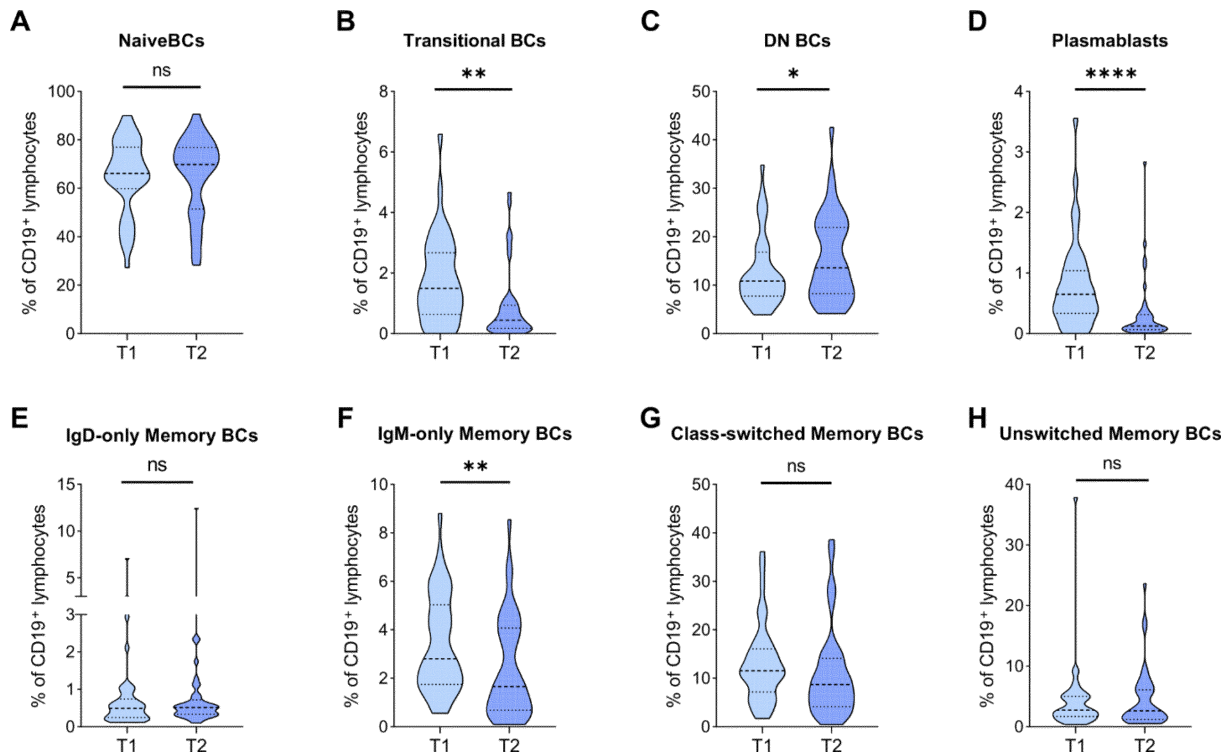 A
NaiveBCs
ns
% of CD19⁺ lymphocytes
100
80
60
40
20
0
T1 T2
B
Transitional BCs
**
% of CD19⁺ lymphocytes
8
6
4
2
0
T1 T2
C
DN BCs
*
% of CD19⁺ lymphocytes
50
40
30
20
10
0
T1 T2
D
Plasmablasts
****
% of CD19⁺ lymphocytes
4
3
2
1
0
T1 T2
E
IgD-only Memory BCs
ns
% of CD19⁺ lymphocytes
15
10
5
3
2
1
0
T1 T2
F
IgM-only Memory BCs
**
% of CD19⁺ lymphocytes
10
8
6
4
2
0
T1 T2
G
Class-switched Memory BCs
ns
% of CD19⁺ lymphocytes
50
40
30
20
10
0
T1 T2
H
Unswitched Memory BCs
ns
% of CD19⁺ lymphocytes
40
30
20
10
0
T1 T2